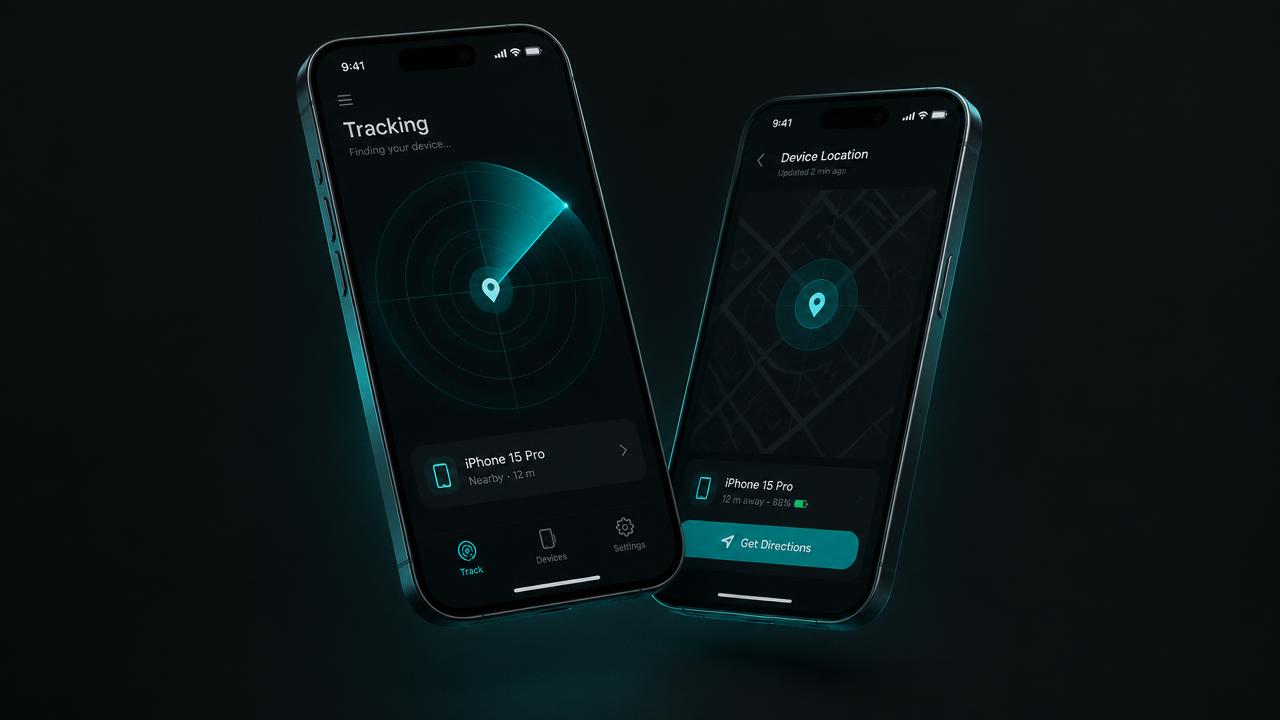 9:41
Tracking
Finding your device...
iPhone 15 Pro
Nearby · 12 m
Track
Devices
Settings
9:41
Device Location
Updated 2 min ago
iPhone 15 Pro
12 m away · 88%
Get Directions